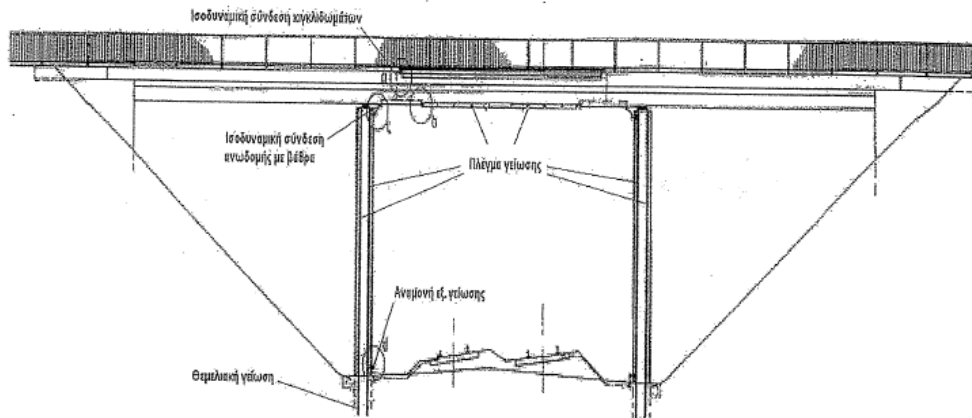 Ισοδυναμική σύνδεση κιγκλιδωμάτων
Ισοδυναμική σύνδεση
ανωδομής με βάθρα
Πλέγμα γείωσης
Αναμονή εξ. γείωσης
Θεμελιακή γείωση